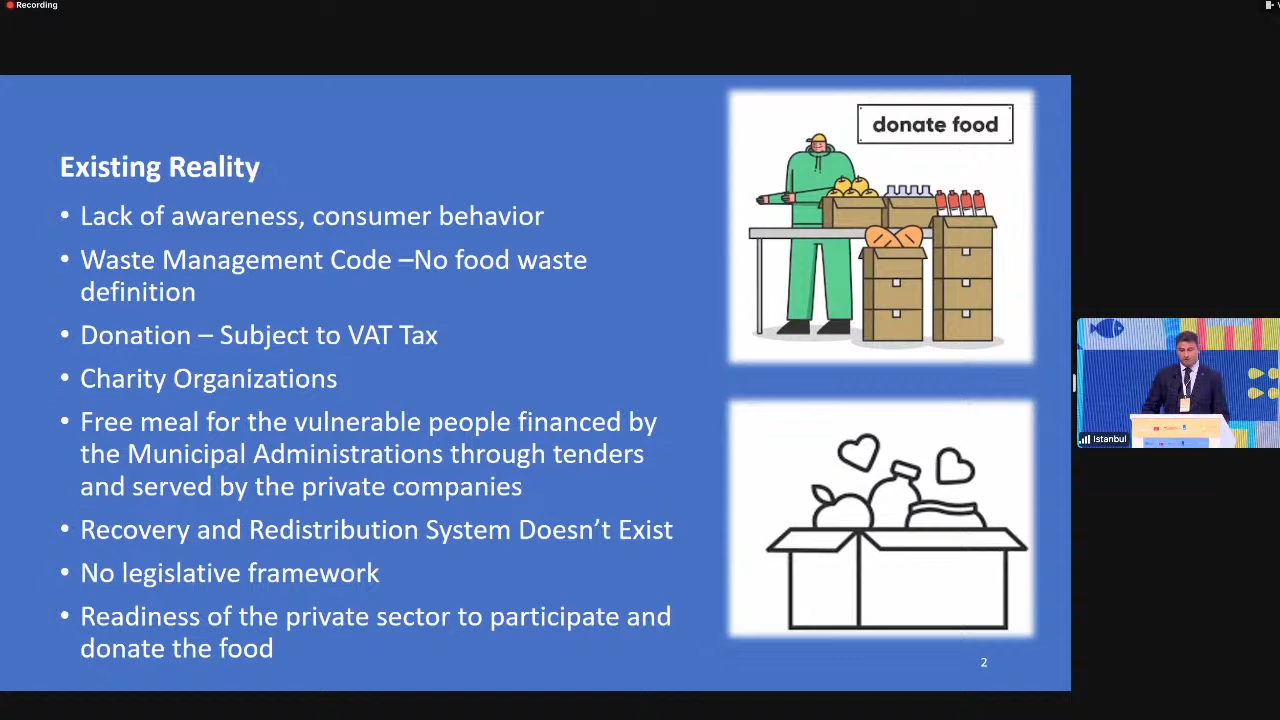 Recording
donate food
Existing Reality
• Lack of awareness, consumer behavior
• Waste Management Code –No food waste
definition
• Donation – Subject to VAT Tax
• Charity Organizations
• Free meal for the vulnerable people financed by
the Municipal Administrations through tenders
and served by the private companies
• Recovery and Redistribution System Doesn’t Exist
• No legislative framework
• Readiness of the private sector to participate and
donate the food
2
Istanbul